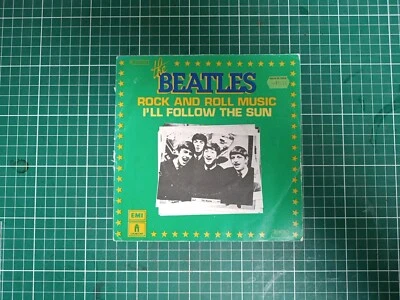 The
BEATLES
ROCK AND ROLL MUSIC
I'LL FOLLOW THE SUN
EMI